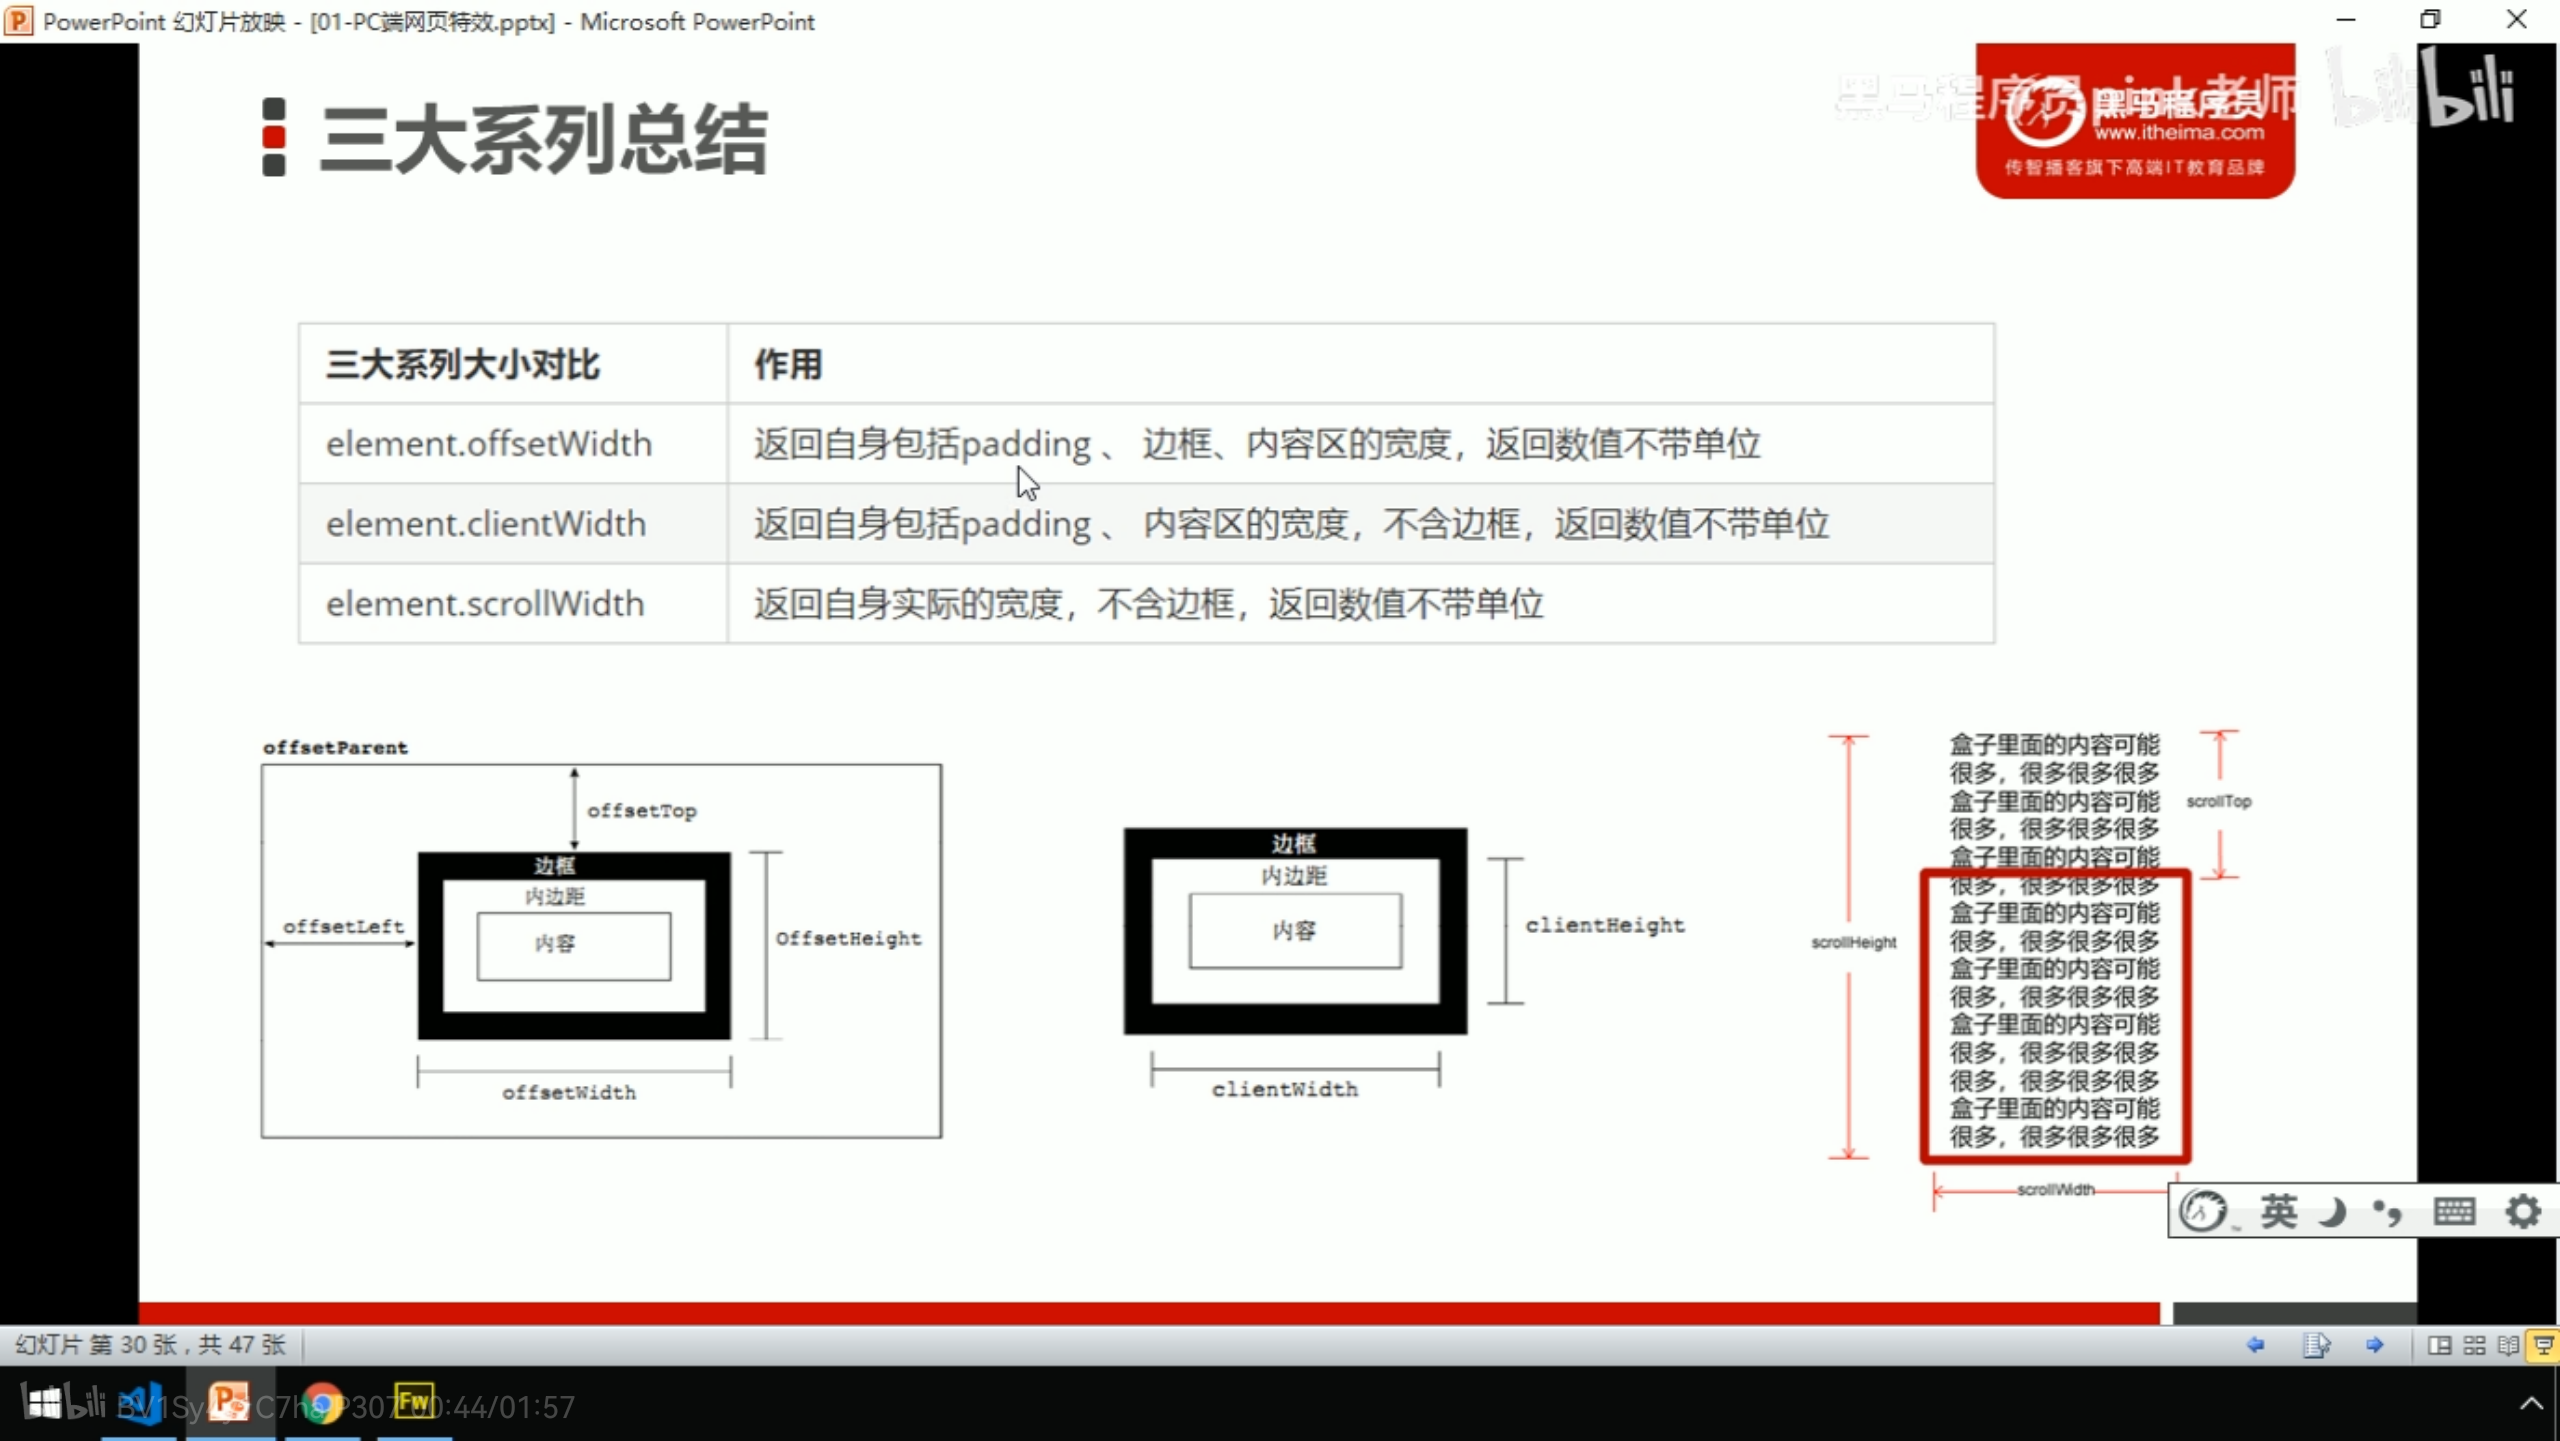 PowerPoint 幻灯片放映 - [01-PC端网页特效.pptx] - Microsoft PowerPoint
三大系列总结
黑马程序员pink老师
bilibili
黑马程序员
www.itheima.com
传智播客旗下高端IT教育品牌
三大系列大小对比 作用
element.offsetWidth 返回自身包括padding 、 边框、内容区的宽度，返回数值不带单位
element.clientWidth 返回自身包括padding 、 内容区的宽度，不含边框，返回数值不带单位
element.scrollWidth 返回自身实际的宽度，不含边框，返回数值不带单位
offsetParent
offsetTop
边框
内边距
offsetLeft
内容
OffsetHeight
offsetWidth
边框
内边距
内容
clientHeight
clientWidth
盒子里面的内容可能
很多，很多很多很多
盒子里面的内容可能
很多，很多很多很多
盒子里面的内容可能
很多，很多很多很多
盒子里面的内容可能
很多，很多很多很多
盒子里面的内容可能
很多，很多很多很多
盒子里面的内容可能
很多，很多很多很多
很多，很多很多很多
盒子里面的内容可能
很多，很多很多很多
scrollTop
scrollHeight
scrollWidth
英
幻灯片 第 30 张，共 47 张
bilibili
Fw
P307 00:44/01:57